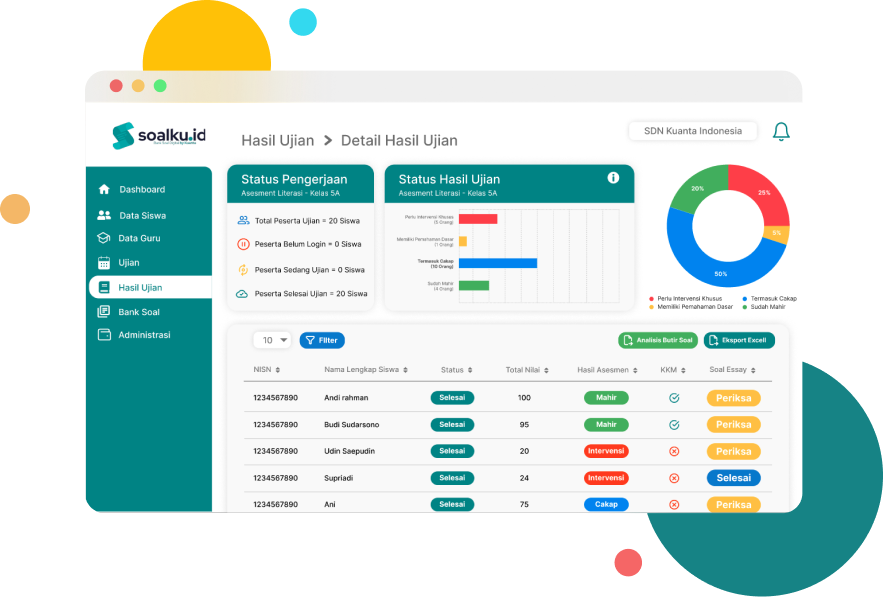 soalku.id
Hasil Ujian > Detail Hasil Ujian
SDN Kuanta Indonesia
Dashboard
Data Siswa
Data Guru
Ujian
Hasil Ujian
Bank Soal
Administrasi
Status Pengerjaan
Asesment Literasi - Kelas 5A
Total Peserta Ujian = 20 Siswa
Peserta Belum Login = 0 Siswa
Peserta Sedang Ujian = 0 Siswa
Peserta Selesai Ujian = 20 Siswa
Status Hasil Ujian
Asesment Literasi - Kelas 5A
Perlu Intervensi Khusus
(5 Orang)
Memiliki Pemahaman Dasar
(1 Orang)
Termasuk Cakap
(10 Orang)
Sudah Mahir
(4 Orang)
20%
25%
5%
50%
Perlu Intervensi Khusus
Termasuk Cakap
Memiliki Pemahaman Dasar
Sudah Mahir
10
Filter
Analisis Butir Soal
Eksport Excell
NISN Nama Lengkap Siswa Status Total Nilai Hasil Asesmen KKM Soal Essay
1234567890 Andi rahman Selesai 100 Mahir Periksa
1234567890 Budi Sudarsono Selesai 95 Mahir Periksa
1234567890 Udin Saepudin Selesai 20 Intervensi Periksa
1234567890 Supriadi Selesai 24 Intervensi Selesai
1234567890 Ani Selesai 75 Cakap Periksa